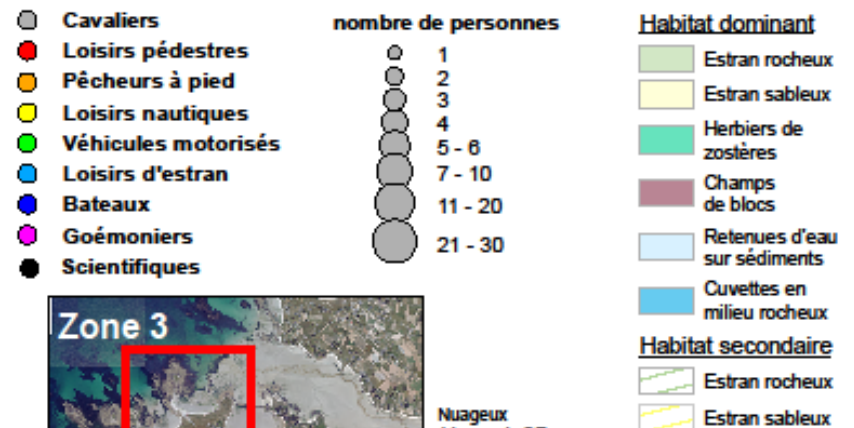 Cavaliers
Loisirs pédestres
Pêcheurs à pied
Loisirs nautiques
Véhicules motorisés
Loisirs d'estran
Bateaux
Goémoniers
Scientifiques
nombre de personnes
1
2
3
4
5 - 6
7 - 10
11 - 20
21 - 30
Habitat dominant
Estran rocheux
Estran sableux
Herbiers de
zostères
Champs
de blocs
Retenues d'eau
sur sédiments
Cuvettes en
milieu rocheux
Habitat secondaire
Estran rocheux
Estran sableux
Zone 3
Nuageux